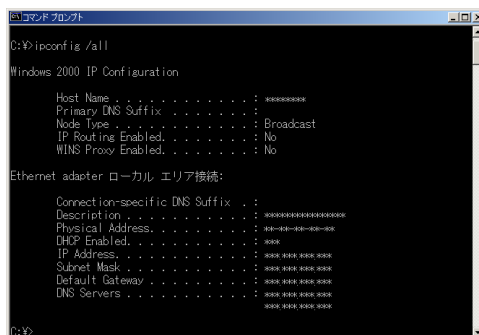 コマンド プロンプト
C:¥>ipconfig /all
Windows 2000 IP Configuration
Host Name . . . . . . . . . . . . : ********
Primary DNS Suffix . . . . . . . :
Node Type . . . . . . . . . . . . : Broadcast
IP Routing Enabled. . . . . . . . : No
WINS Proxy Enabled. . . . . . . . : No
Ethernet adapter ローカル エリア接続:
Connection-specific DNS Suffix . :
Description . . . . . . . . . . . : ****************
Physical Address. . . . . . . . . : **-**-**-**-**
DHCP Enabled. . . . . . . . . . . : ***
IP Address. . . . . . . . . . . . : ***.***.***.***
Subnet Mask . . . . . . . . . . . : ***.***.***.***
Default Gateway . . . . . . . . . : ***.***.***.***
DNS Servers . . . . . . . . . . . : ***.***.***.***
***.***.***.***
C:¥>